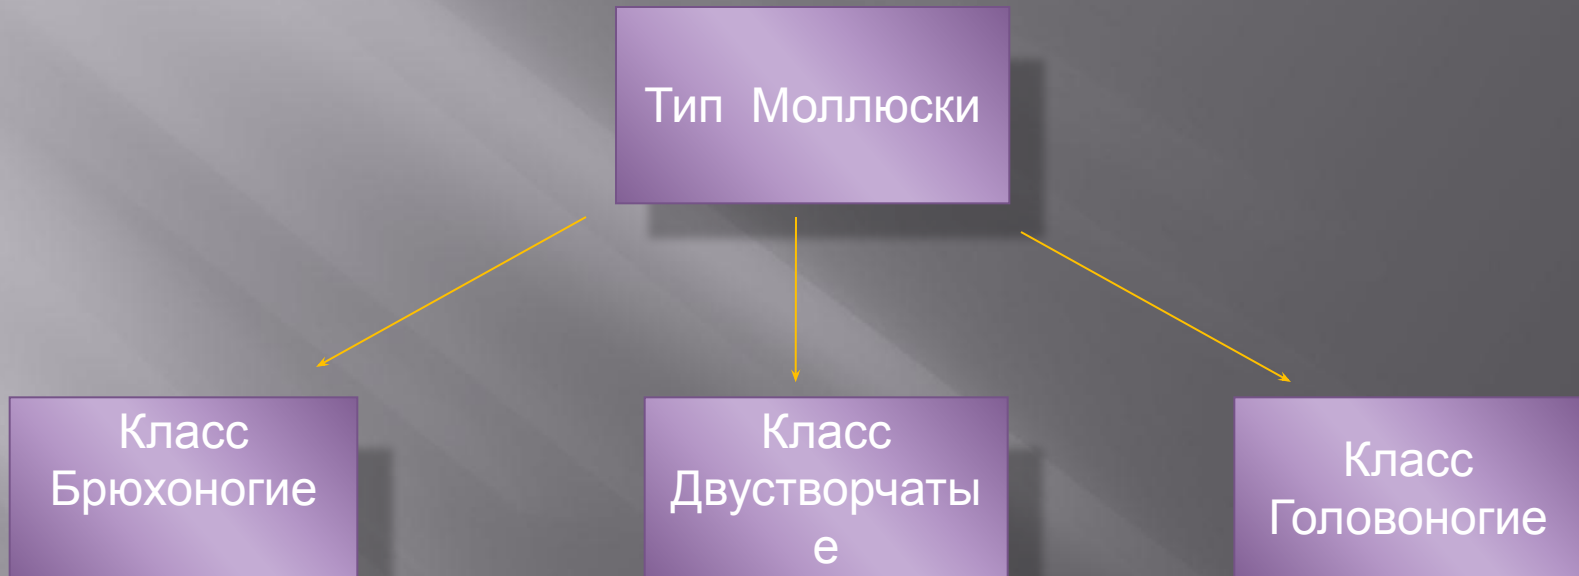 Тип Моллюски
Класс
Брюхоногие
Класс
Двустворчаты
е
Класс
Головоногие